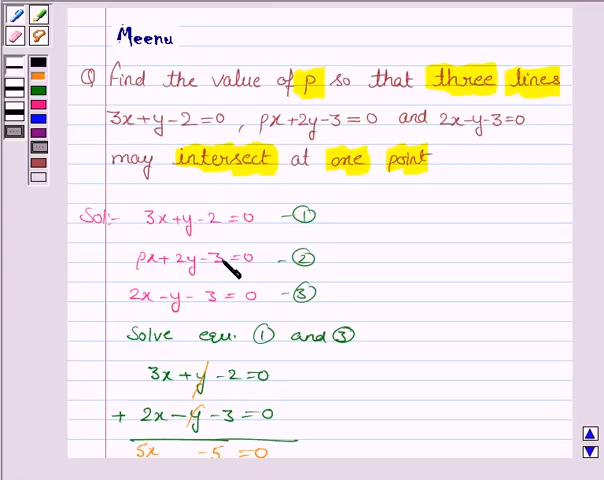 Meenu
Q Find the value of p so that three lines
3x+y-2=0 , px+2y-3=0 and 2x-y-3=0
may intersect at one point
Sol:- 3x+y-2=0 -①
px+2y-3=0 -②
2x-y-3=0 -③
Solve equ: ① and ③
3x+y-2=0
+ 2x-y-3=0
5x -5=0